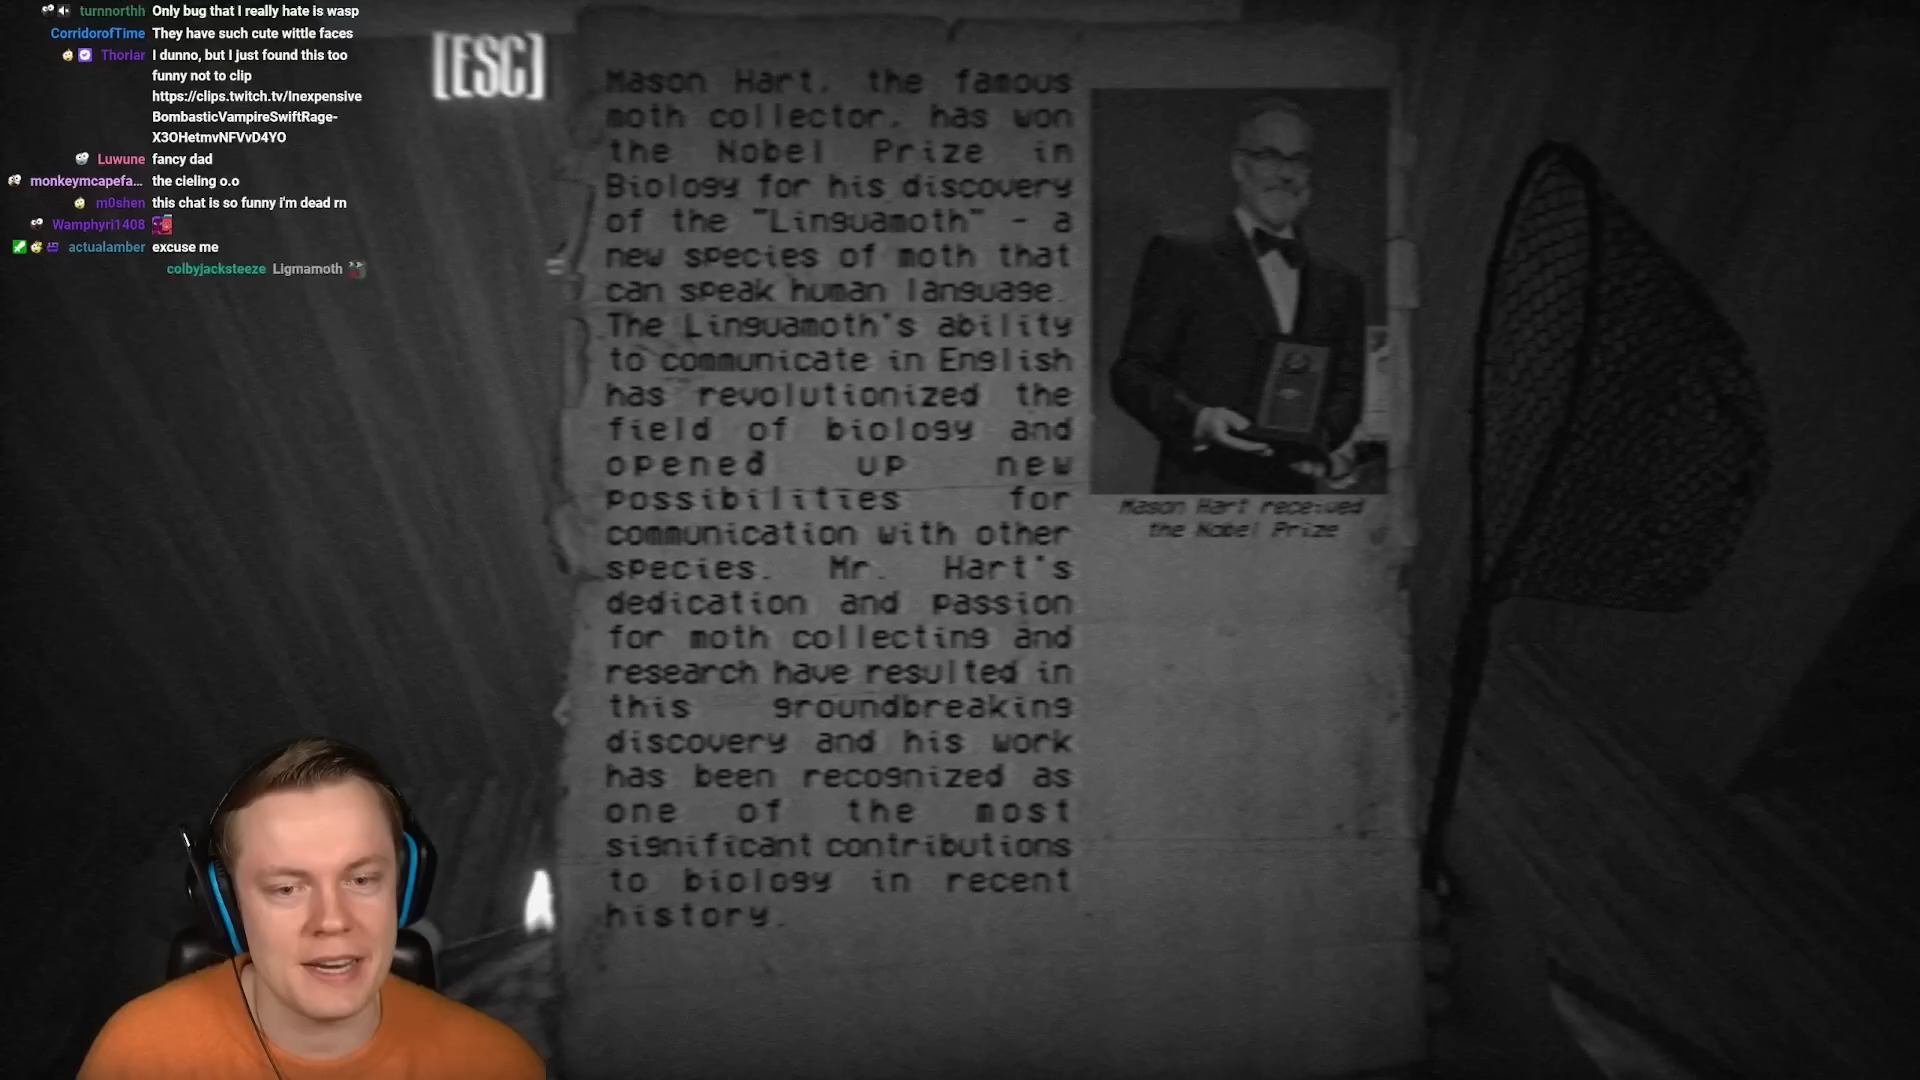 turnnorthh Only bug that I really hate is wasp
CorridorofTime They have such cute wittle faces
Thorlar I dunno, but I just found this too
funny not to clip
https://clips.twitch.tv/Inexpensive
BombasticVampireSwiftRage-
X3OHetmvNFVvD4YO
Luwune fancy dad
monkeymcapefa... the cieling o.o
m0shen this chat is so funny i'm dead rn
Wamphyri1408
actualamber excuse me
colbyjacksteeze Ligmamoth
[ESC]
Mason Hart, the famous
moth collector, has won
the Nobel Prize in
Biology for his discovery
of the "Linguamoth" - a
new species of moth that
can speak human language.
The Linguamoth's ability
to communicate in English
has revolutionized the
field of biology and
opened up new
possibilities for
communication with other
species. Mr. Hart's
dedication and passion
for moth collecting and
research have resulted in
this groundbreaking
discovery and his work
has been recognized as
one of the most
significant contributions
to biology in recent
history.
Mason Hart received
the Nobel Prize